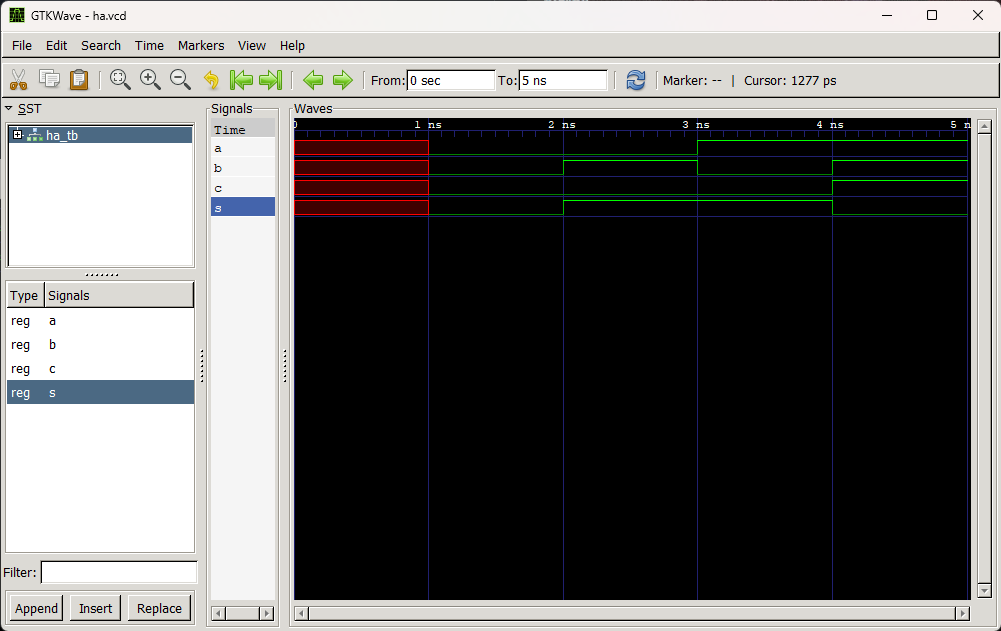 GTKWave - ha.vcd
File Edit Search Time Markers View Help
From: 0 sec To: 5 ns Marker: -- | Cursor: 1277 ps
SST
ha_tb
Type Signals
reg a
reg b
reg c
reg s
Filter:
Append Insert Replace
Signals
Time
a
b
c
s
Waves
0 1 ns 2 ns 3 ns 4 ns 5 n